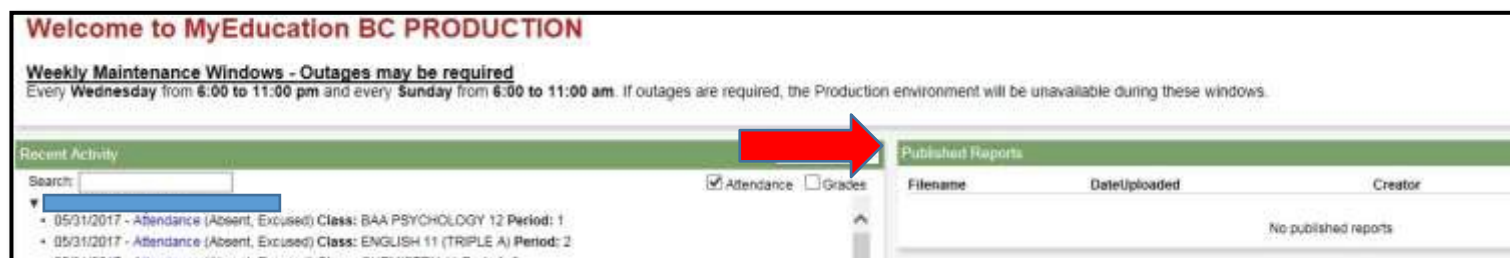 Welcome to MyEducation BC PRODUCTION
Weekly Maintenance Windows - Outages may be required
Every Wednesday from 6:00 to 11:00 pm and every Sunday from 6:00 to 11:00 am. If outages are required, the Production environment will be unavailable during these windows.
Recent Activity
Search:
Attendance Grades
05/31/2017 - Attendance (Absent, Excused) Class: BAA PSYCHOLOGY 12 Period: 1
05/31/2017 - Attendance (Absent, Excused) Class: ENGLISH 11 (TRIPLE A) Period: 2
Published Reports
Filename DateUploaded Creator
No published reports